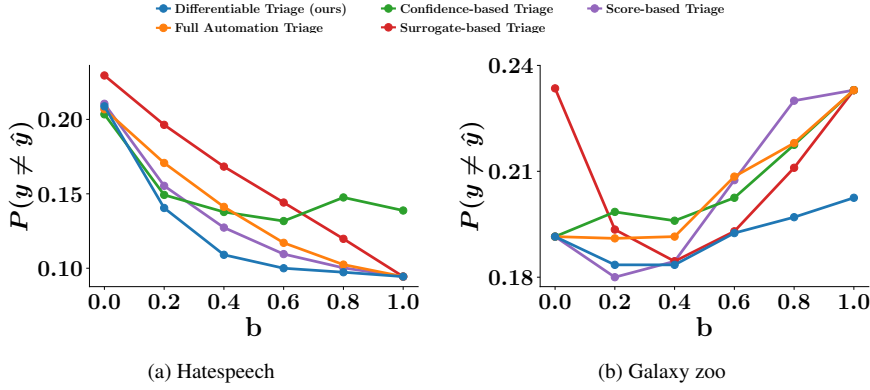 Differentiable Triage (ours) Confidence-based Triage Score-based Triage
Full Automation Triage Surrogate-based Triage
P(y ≠ ŷ)
0.20
0.15
0.10
0.0 0.2 0.4 0.6 0.8 1.0
b
(a) Hatespeech
P(y ≠ ŷ)
0.24
0.21
0.18
0.0 0.2 0.4 0.6 0.8 1.0
b
(b) Galaxy zoo